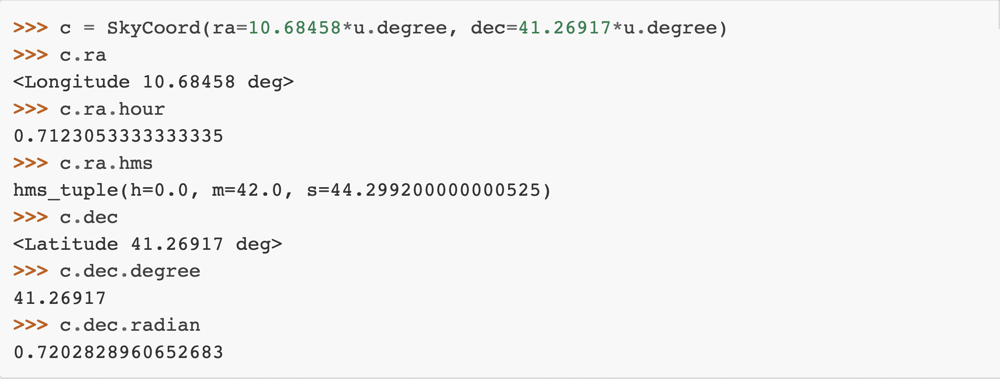 >>> c = SkyCoord(ra=10.68458*u.degree, dec=41.26917*u.degree)
>>> c.ra
<Longitude 10.68458 deg>
>>> c.ra.hour
0.7123053333333335
>>> c.ra.hms
hms_tuple(h=0.0, m=42.0, s=44.299200000000525)
>>> c.dec
<Latitude 41.26917 deg>
>>> c.dec.degree
41.26917
>>> c.dec.radian
0.7202828960652683